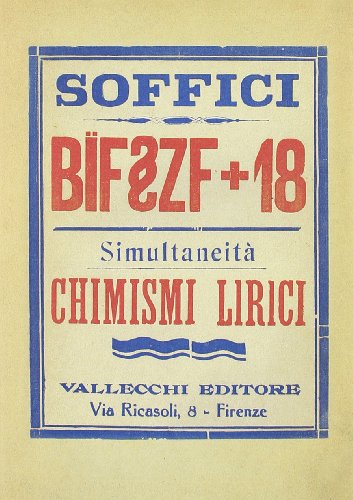 SOFFICI
BÏF§ZF+18
Simultaneità
CHIMISMI LIRICI
VALLECCHI EDITORE
Via Ricasoli, 8 - Firenze